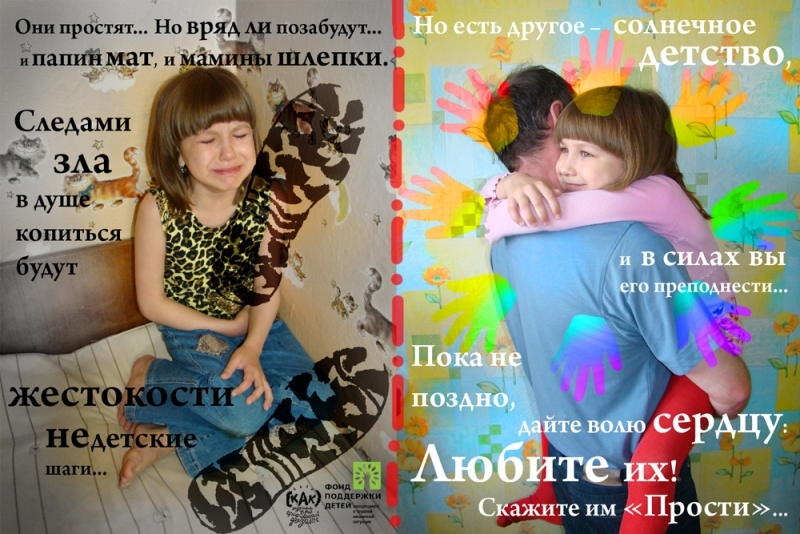 Они простят... Но вряд ли позабудут...
и папин мат, и мамины шлепки.
Следами
зла
в душе
копиться
будут
жестокости
недетские
шаги...
(КАК)
ФОНД
ПОДДЕРЖКИ
ДЕТЕЙ
Но есть другое – солнечное
детство,
и в силах вы
его преподнести...
Пока не
поздно,
дайте волю сердцу:
Любите их!
Скажите им «Прости»...